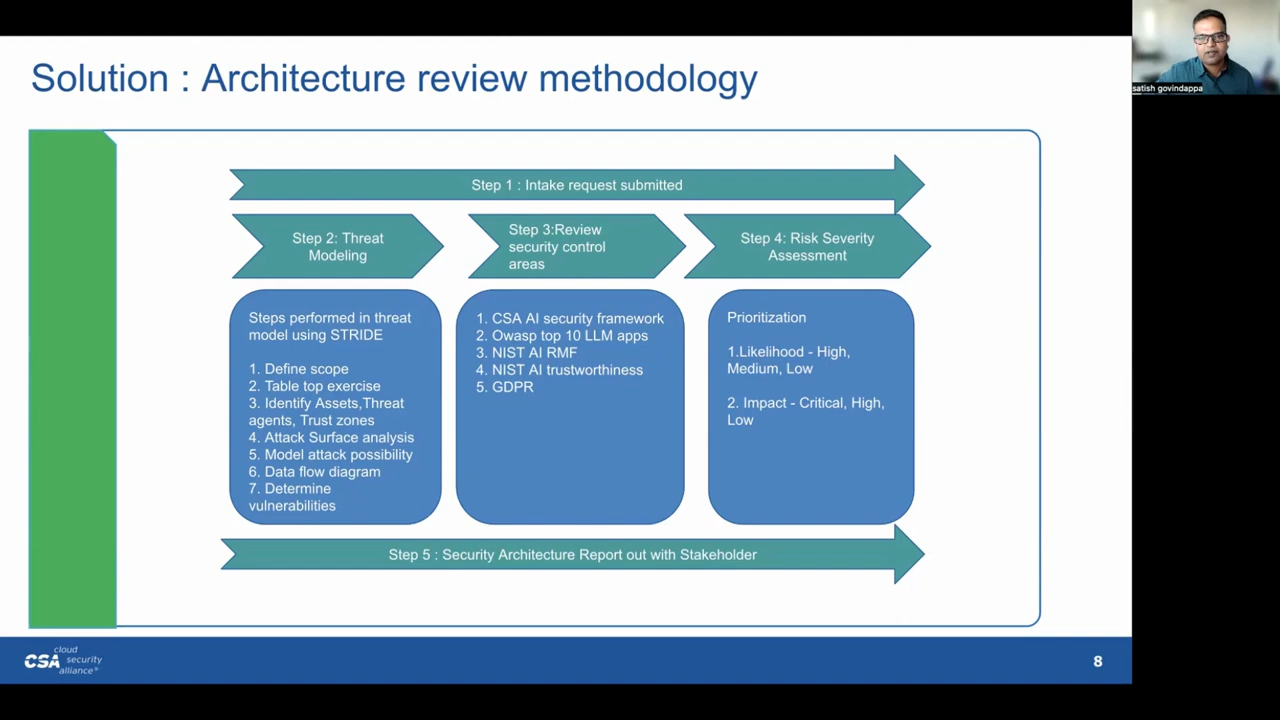 Solution : Architecture review methodology
satish govindappa
Step 1 : Intake request submitted
Step 2: Threat
Modeling
Step 3:Review
security control
areas
Step 4: Risk Severity
Assessment
Steps performed in threat
model using STRIDE
1. Define scope
2. Table top exercise
3. Identify Assets,Threat
agents, Trust zones
4. Attack Surface analysis
5. Model attack possibility
6. Data flow diagram
7. Determine
vulnerabilities
1. CSA AI security framework
2. Owasp top 10 LLM apps
3. NIST AI RMF
4. NIST AI trustworthiness
5. GDPR
Prioritization
1.Likelihood - High,
Medium, Low
2. Impact - Critical, High,
Low
Step 5 : Security Architecture Report out with Stakeholder
CSA cloud
security
alliance®
8